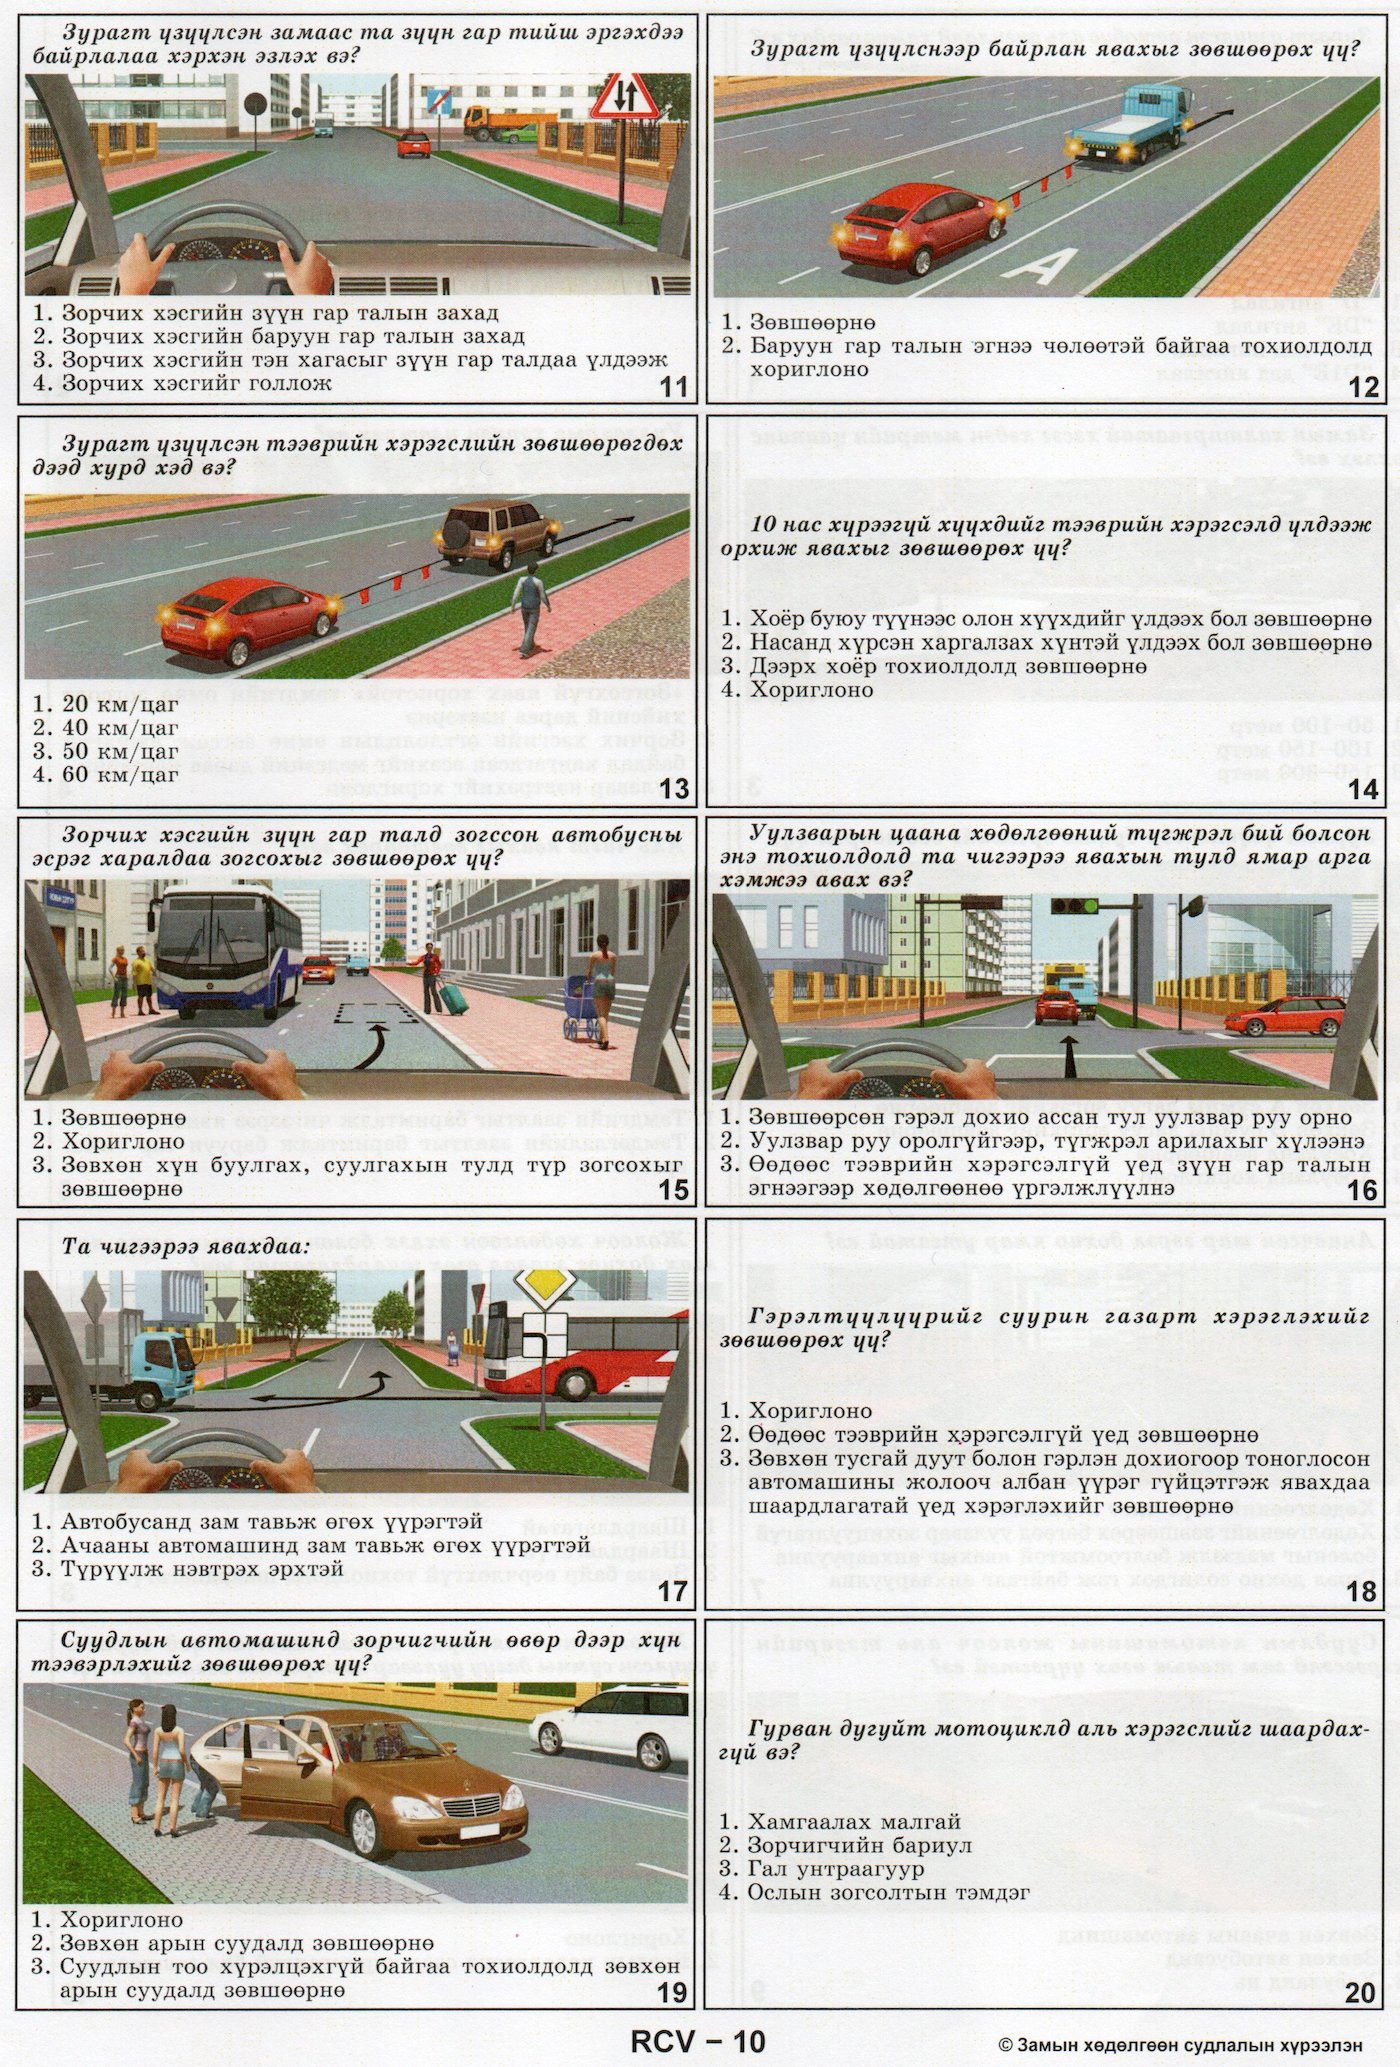 Зурагт үзүүлсэн замаас та зүүн гар тийш эргэхдээ
байрлалаа хэрхэн эзлэх вэ?
1. Зорчих хэсгийн зүүн гар талын захад
2. Зорчих хэсгийн баруун гар талын захад
3. Зорчих хэсгийн тэн хагасыг зүүн гар талдаа үлдээж
4. Зорчих хэсгийг голлож
11
Зурагт үзүүлснээр байрлан явахыг зөвшөөрөх үү?
А
1. Зөвшөөрнө
2. Баруун гар талын эгнээ чөлөөтэй байгаа тохиолдолд
хориглоно
12
Зурагт үзүүлсэн тээврийн хэрэгслийн зөвшөөрөгдөх
дээд хурд хэд вэ?
1. 20 км/цаг
2. 40 км/цаг
3. 50 км/цаг
4. 60 км/цаг
13
10 нас хүрээгүй хүүхдийг тээврийн хэрэгсэлд үлдээж
орхиж явахыг зөвшөөрөх үү?
1. Хоёр буюу түүнээс олон хүүхдийг үлдээх бол зөвшөөрнө
2. Насанд хүрсэн харгалзах хүнтэй үлдээх бол зөвшөөрнө
3. Дээрх хоёр тохиолдолд зөвшөөрнө
4. Хориглоно
14
Зорчих хэсгийн зүүн гар талд зогссон автобусны
эсрэг харалдаа зогсохыг зөвшөөрөх үү?
1. Зөвшөөрнө
2. Хориглоно
3. Зөвхөн хүн буулгах, суулгахын тулд түр зогсохыг
зөвшөөрнө
15
Уулзварын цаана хөдөлгөөний түгжрэл бий болсон
энэ тохиолдолд та чигээрээ явахын тулд ямар арга
хэмжээ авах вэ?
1. Зөвшөөрсөн гэрэл дохио ассан тул уулзвар руу орно
2. Уулзвар руу оролгүйгээр, түгжрэл арилахыг хүлээнэ
3. Өөдөөс тээврийн хэрэгсэлгүй үед зүүн гар талын
эгнээгээр хөдөлгөөнөө үргэлжлүүлнэ
16
Та чигээрээ явахдаа:
1. Автобусанд зам тавьж өгөх үүрэгтэй
2. Ачааны автомашинд зам тавьж өгөх үүрэгтэй
3. Түрүүлж нэвтрэх эрхтэй
17
Гэрэлтүүлүүрийг суурин газарт хэрэглэхийг
зөвшөөрөх үү?
1. Хориглоно
2. Өөдөөс тээврийн хэрэгсэлгүй үед зөвшөөрнө
3. Зөвхөн тусгай дуут болон гэрлэн дохиогоор тоноглосон
автомашины жолооч албан үүрэг гүйцэтгэж явахдаа
шаардлагатай үед хэрэглэхийг зөвшөөрнө
18
Суудлын автомашинд зорчигчийн өвөр дээр хүн
тээвэрлэхийг зөвшөөрөх үү?
1. Хориглоно
2. Зөвхөн арын суудалд зөвшөөрнө
3. Суудлын тоо хүрэлцэхгүй байгаа тохиолдолд зөвхөн
арын суудалд зөвшөөрнө
19
Гурван дугуйт мотоциклд аль хэрэгслийг шаардах-
гүй вэ?
1. Хамгаалах малгай
2. Зорчигчийн бариул
3. Гал унтраагуур
4. Ослын зогсолтын тэмдэг
20
RCV – 10
© Замын хөдөлгөөн судлалын хүрээлэн